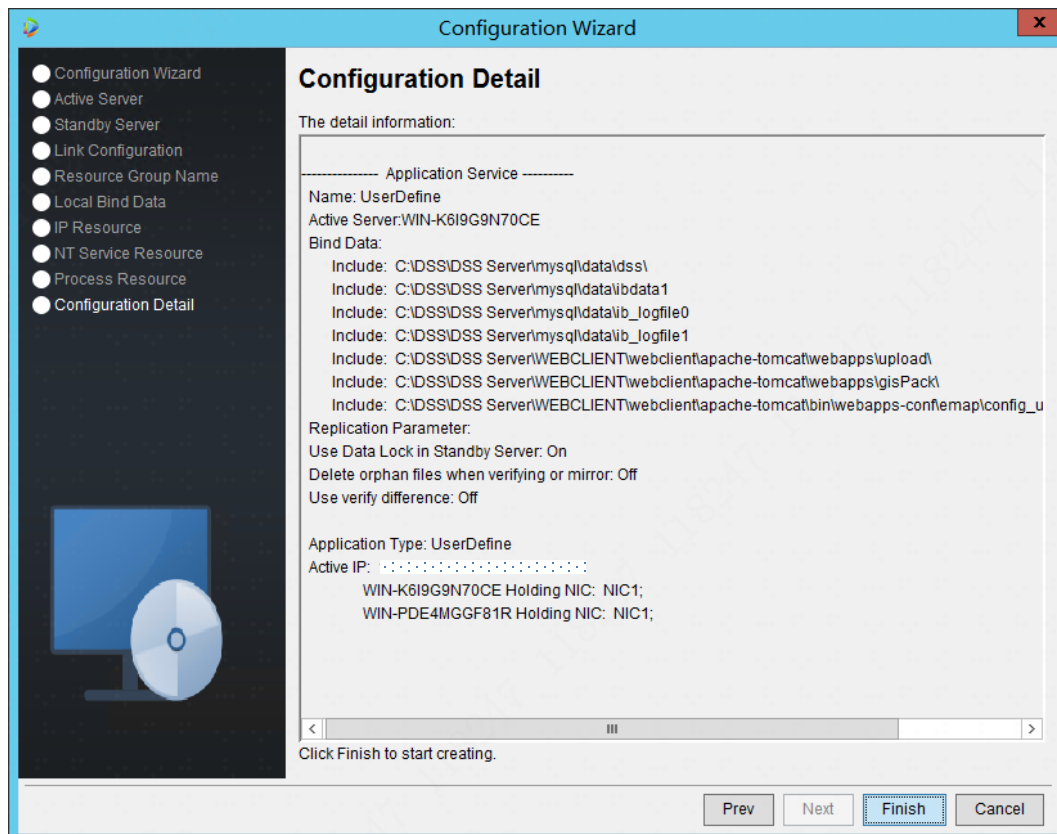 Configuration Wizard
x
Configuration Wizard
Active Server
Standby Server
Link Configuration
Resource Group Name
Local Bind Data
IP Resource
NT Service Resource
Process Resource
Configuration Detail
Configuration Detail
The detail information:
--------------- Application Service ----------
Name: UserDefine
Active Server:WIN-K6I9G9N70CE
Bind Data:
Include: C:\DSS\DSS Server\mysql\data\dss\
Include: C:\DSS\DSS Server\mysql\data\ibdata1
Include: C:\DSS\DSS Server\mysql\data\ib_logfile0
Include: C:\DSS\DSS Server\mysql\data\ib_logfile1
Include: C:\DSS\DSS Server\WEBCLIENT\webclient\apache-tomcat\webapps\upload\
Include: C:\DSS\DSS Server\WEBCLIENT\webclient\apache-tomcat\webapps\gisPack\
Include: C:\DSS\DSS Server\WEBCLIENT\webclient\apache-tomcat\bin\webapps-conf\emap\config_u
Replication Parameter:
Use Data Lock in Standby Server: On
Delete orphan files when verifying or mirror: Off
Use verify difference: Off
Application Type: UserDefine
Active IP:
WIN-K6I9G9N70CE Holding NIC: NIC1;
WIN-PDE4MGGF81R Holding NIC: NIC1;
Click Finish to start creating.
Prev
Next
Finish
Cancel